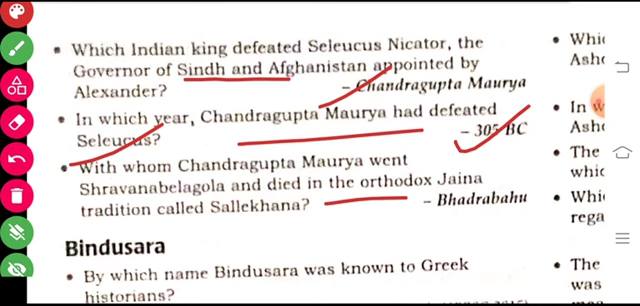 • Which Indian king defeated Seleucus Nicator, the
Governor of Sindh and Afghanistan appointed by
Alexander?
– Chandragupta Maurya
• In which year, Chandragupta Maurya had defeated
Seleucus?
– 305 BC
• With whom Chandragupta Maurya went
Shravanabelagola and died in the orthodox Jaina
tradition called Sallekhana?
– Bhadrabahu
Bindusara
• By which name Bindusara was known to Greek
historians?
• Whi
Asho
• In w
Asho
• The
whic
• Whi
rega
• The
was